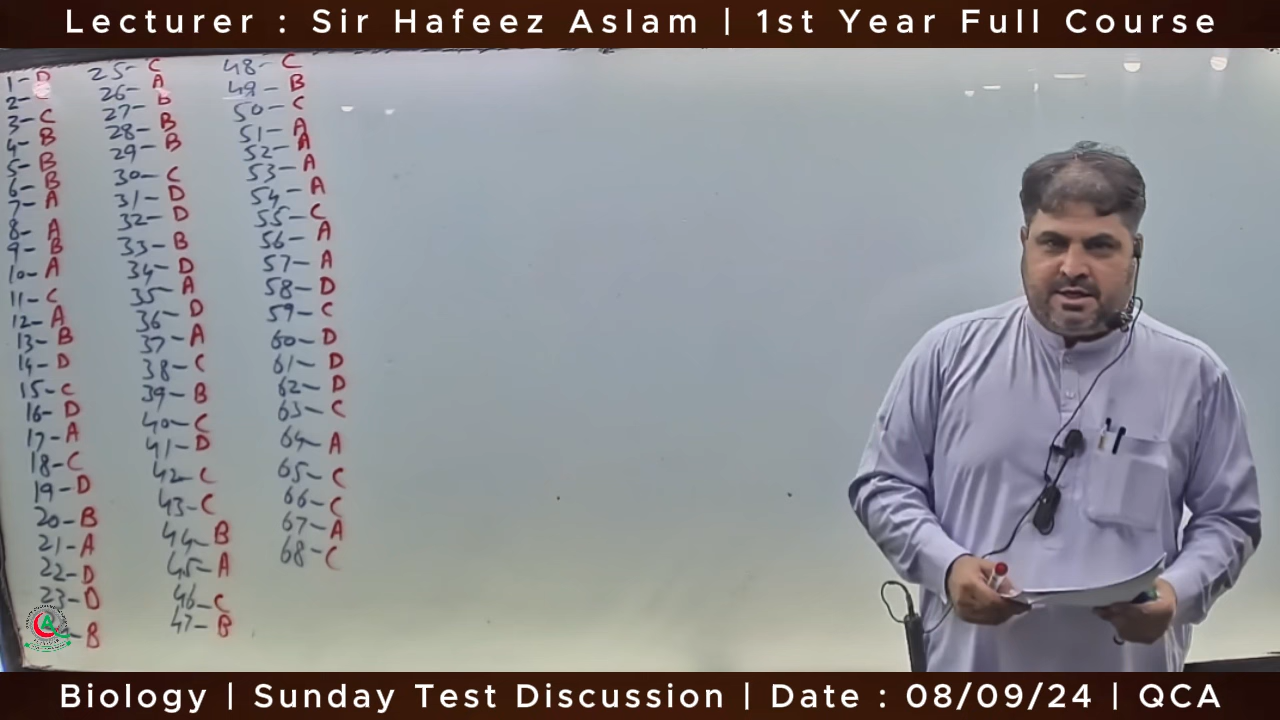 Lecturer : Sir Hafeez Aslam | 1st Year Full Course
1- D
2- C
3- C
4- B
5- B
6- B
7- A
8- A
9- B
10- A
11- C
12- A
13- B
14- D
15- C
16- D
17- A
18- C
19- D
20- B
21- A
22- D
23- D
B
25- C
26- A
27- B
28- B
29- B
30- C
31- D
32- D
33- B
34- D
35- A
36- D
37- A
38- C
39- B
40- C
41- D
42- C
43- C
44- B
45- A
46- C
47- B
48- C
49- B
50- C
51- A
52- A
53- A
54- A
55- C
56- A
57- A
58- D
59- C
60- D
61- D
62- D
63- C
64- A
65- C
66- C
67- A
68- C
Biology | Sunday Test Discussion | Date : 08/09/24 | QCA